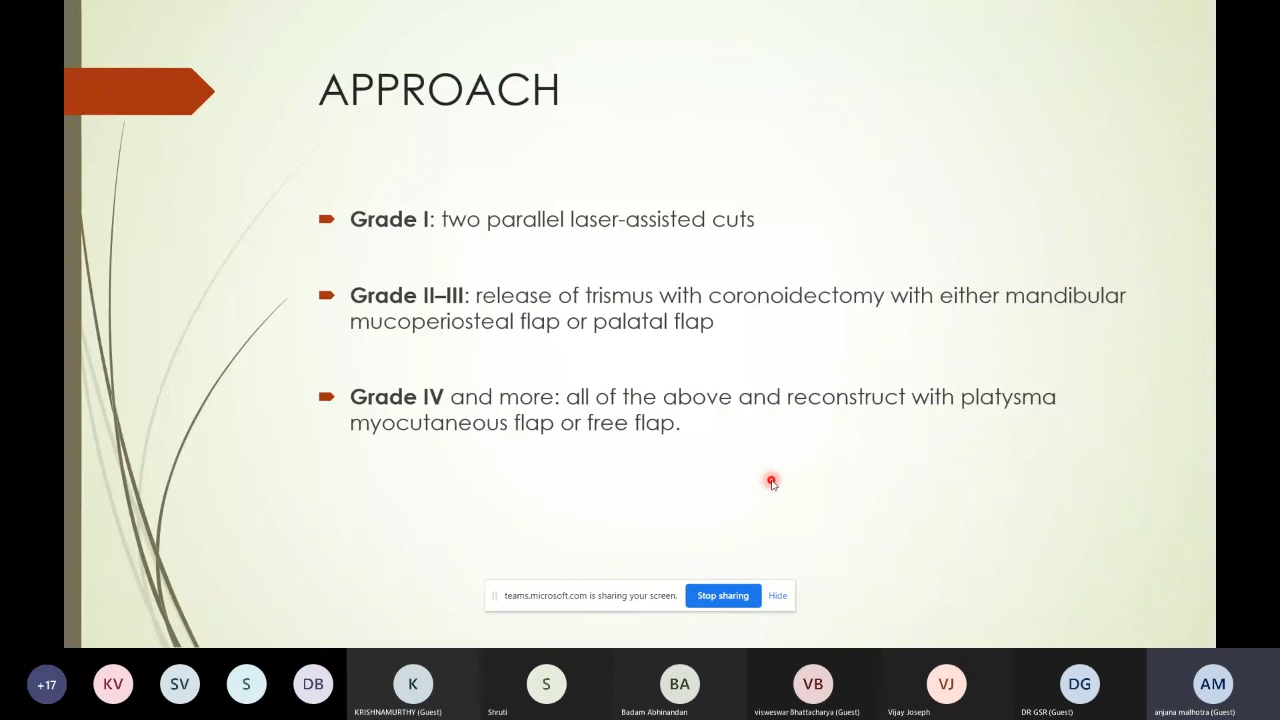 APPROACH
Grade I: two parallel laser-assisted cuts
Grade II–III: release of trismus with coronoidectomy with either mandibular
mucoperiosteal flap or palatal flap
Grade IV and more: all of the above and reconstruct with platysma
myocutaneous flap or free flap.
teams.microsoft.com is sharing your screen. Stop sharing Hide
+17 KV SV S DB K S BA VB VJ DG AM
KRISHNAMURTHY (Guest) Shruti Badam Abhinandan visweswar Bhattacharya (Guest) Vijay Joseph DR GSR (Guest) anjana malhotra (Guest)